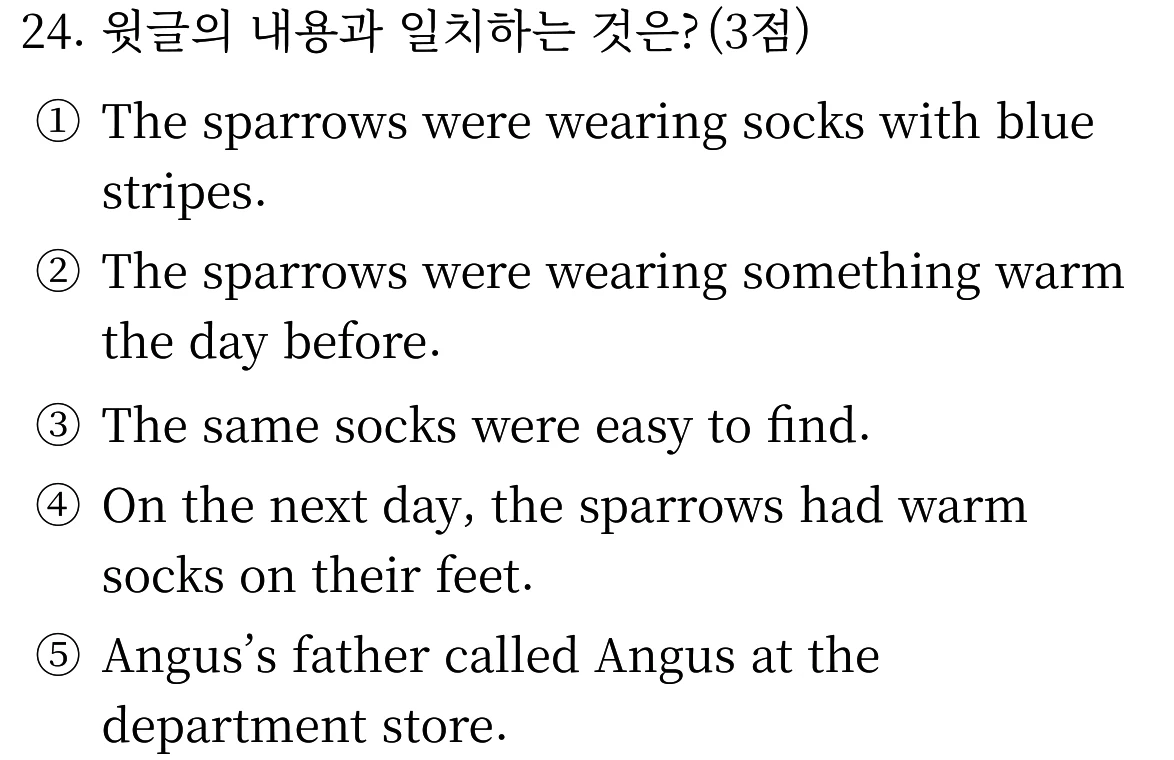 24. 윗글의 내용과 일치하는 것은?(3점)
① The sparrows were wearing socks with blue
stripes.
② The sparrows were wearing something warm
the day before.
③ The same socks were easy to find.
④ On the next day, the sparrows had warm
socks on their feet.
⑤ Angus’s father called Angus at the
department store.